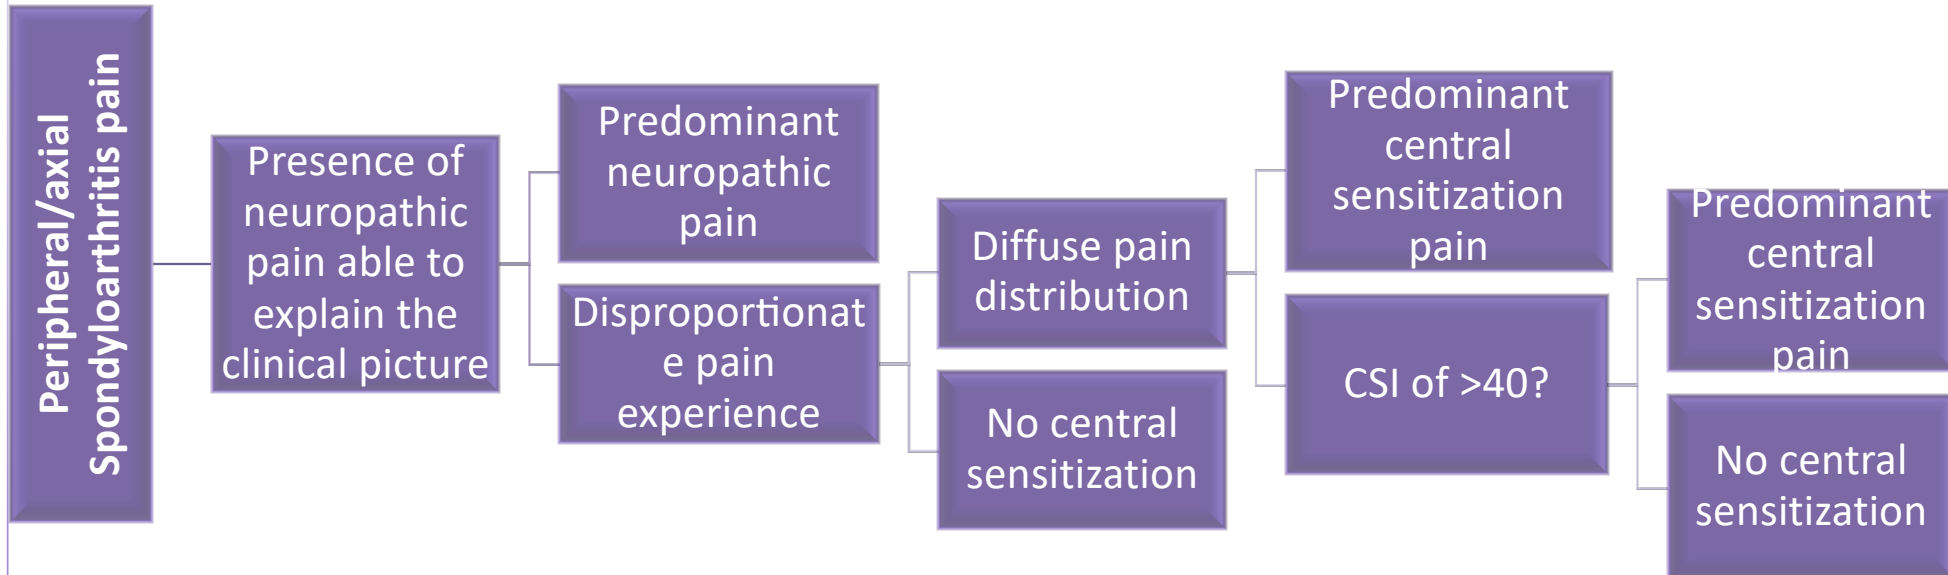 Peripheral/axial
Spondyloarthritis pain
Presence of
neuropathic
pain able to
explain the
clinical picture
Predominant
neuropathic
pain
Disproportionat
e pain
experience
Diffuse pain
distribution
No central
sensitization
Predominant
central
sensitization
pain
CSI of >40?
Predominant
central
sensitization
pain
No central
sensitization